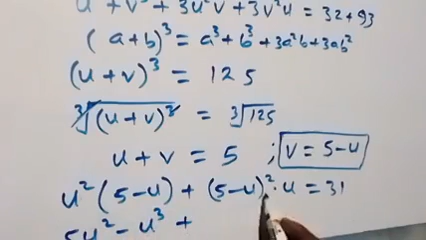 u³ + v³ + 3u²v + 3v²u = 32 + 93
(a+b)³ = a³ + b³ + 3a²b + 3ab²
(u+v)³ = 125
∛(u+v)³ = ∛125
u + v = 5 ; v = 5-u
u² (5-u) + (5-u)²·u = 31
5u² - u³ +